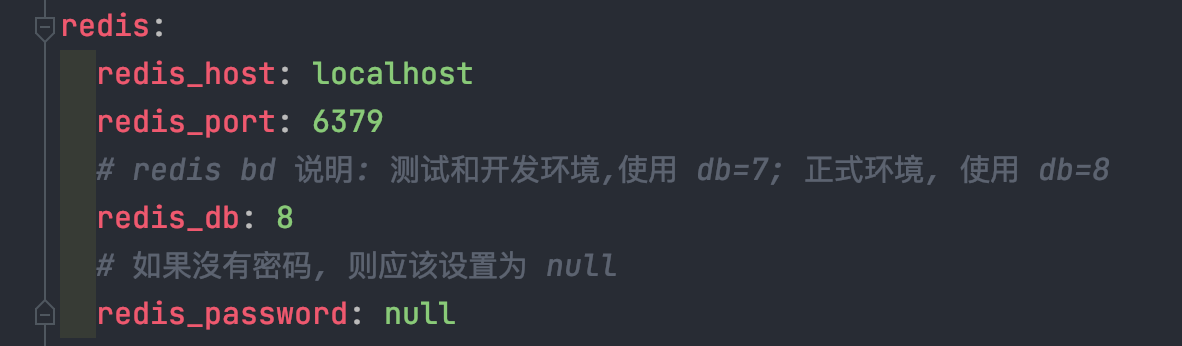 redis:
redis_host: localhost
redis_port: 6379
# redis bd 说明: 测试和开发环境,使用 db=7; 正式环境, 使用 db=8
redis_db: 8
# 如果沒有密码, 则应该设置为 null
redis_password: null